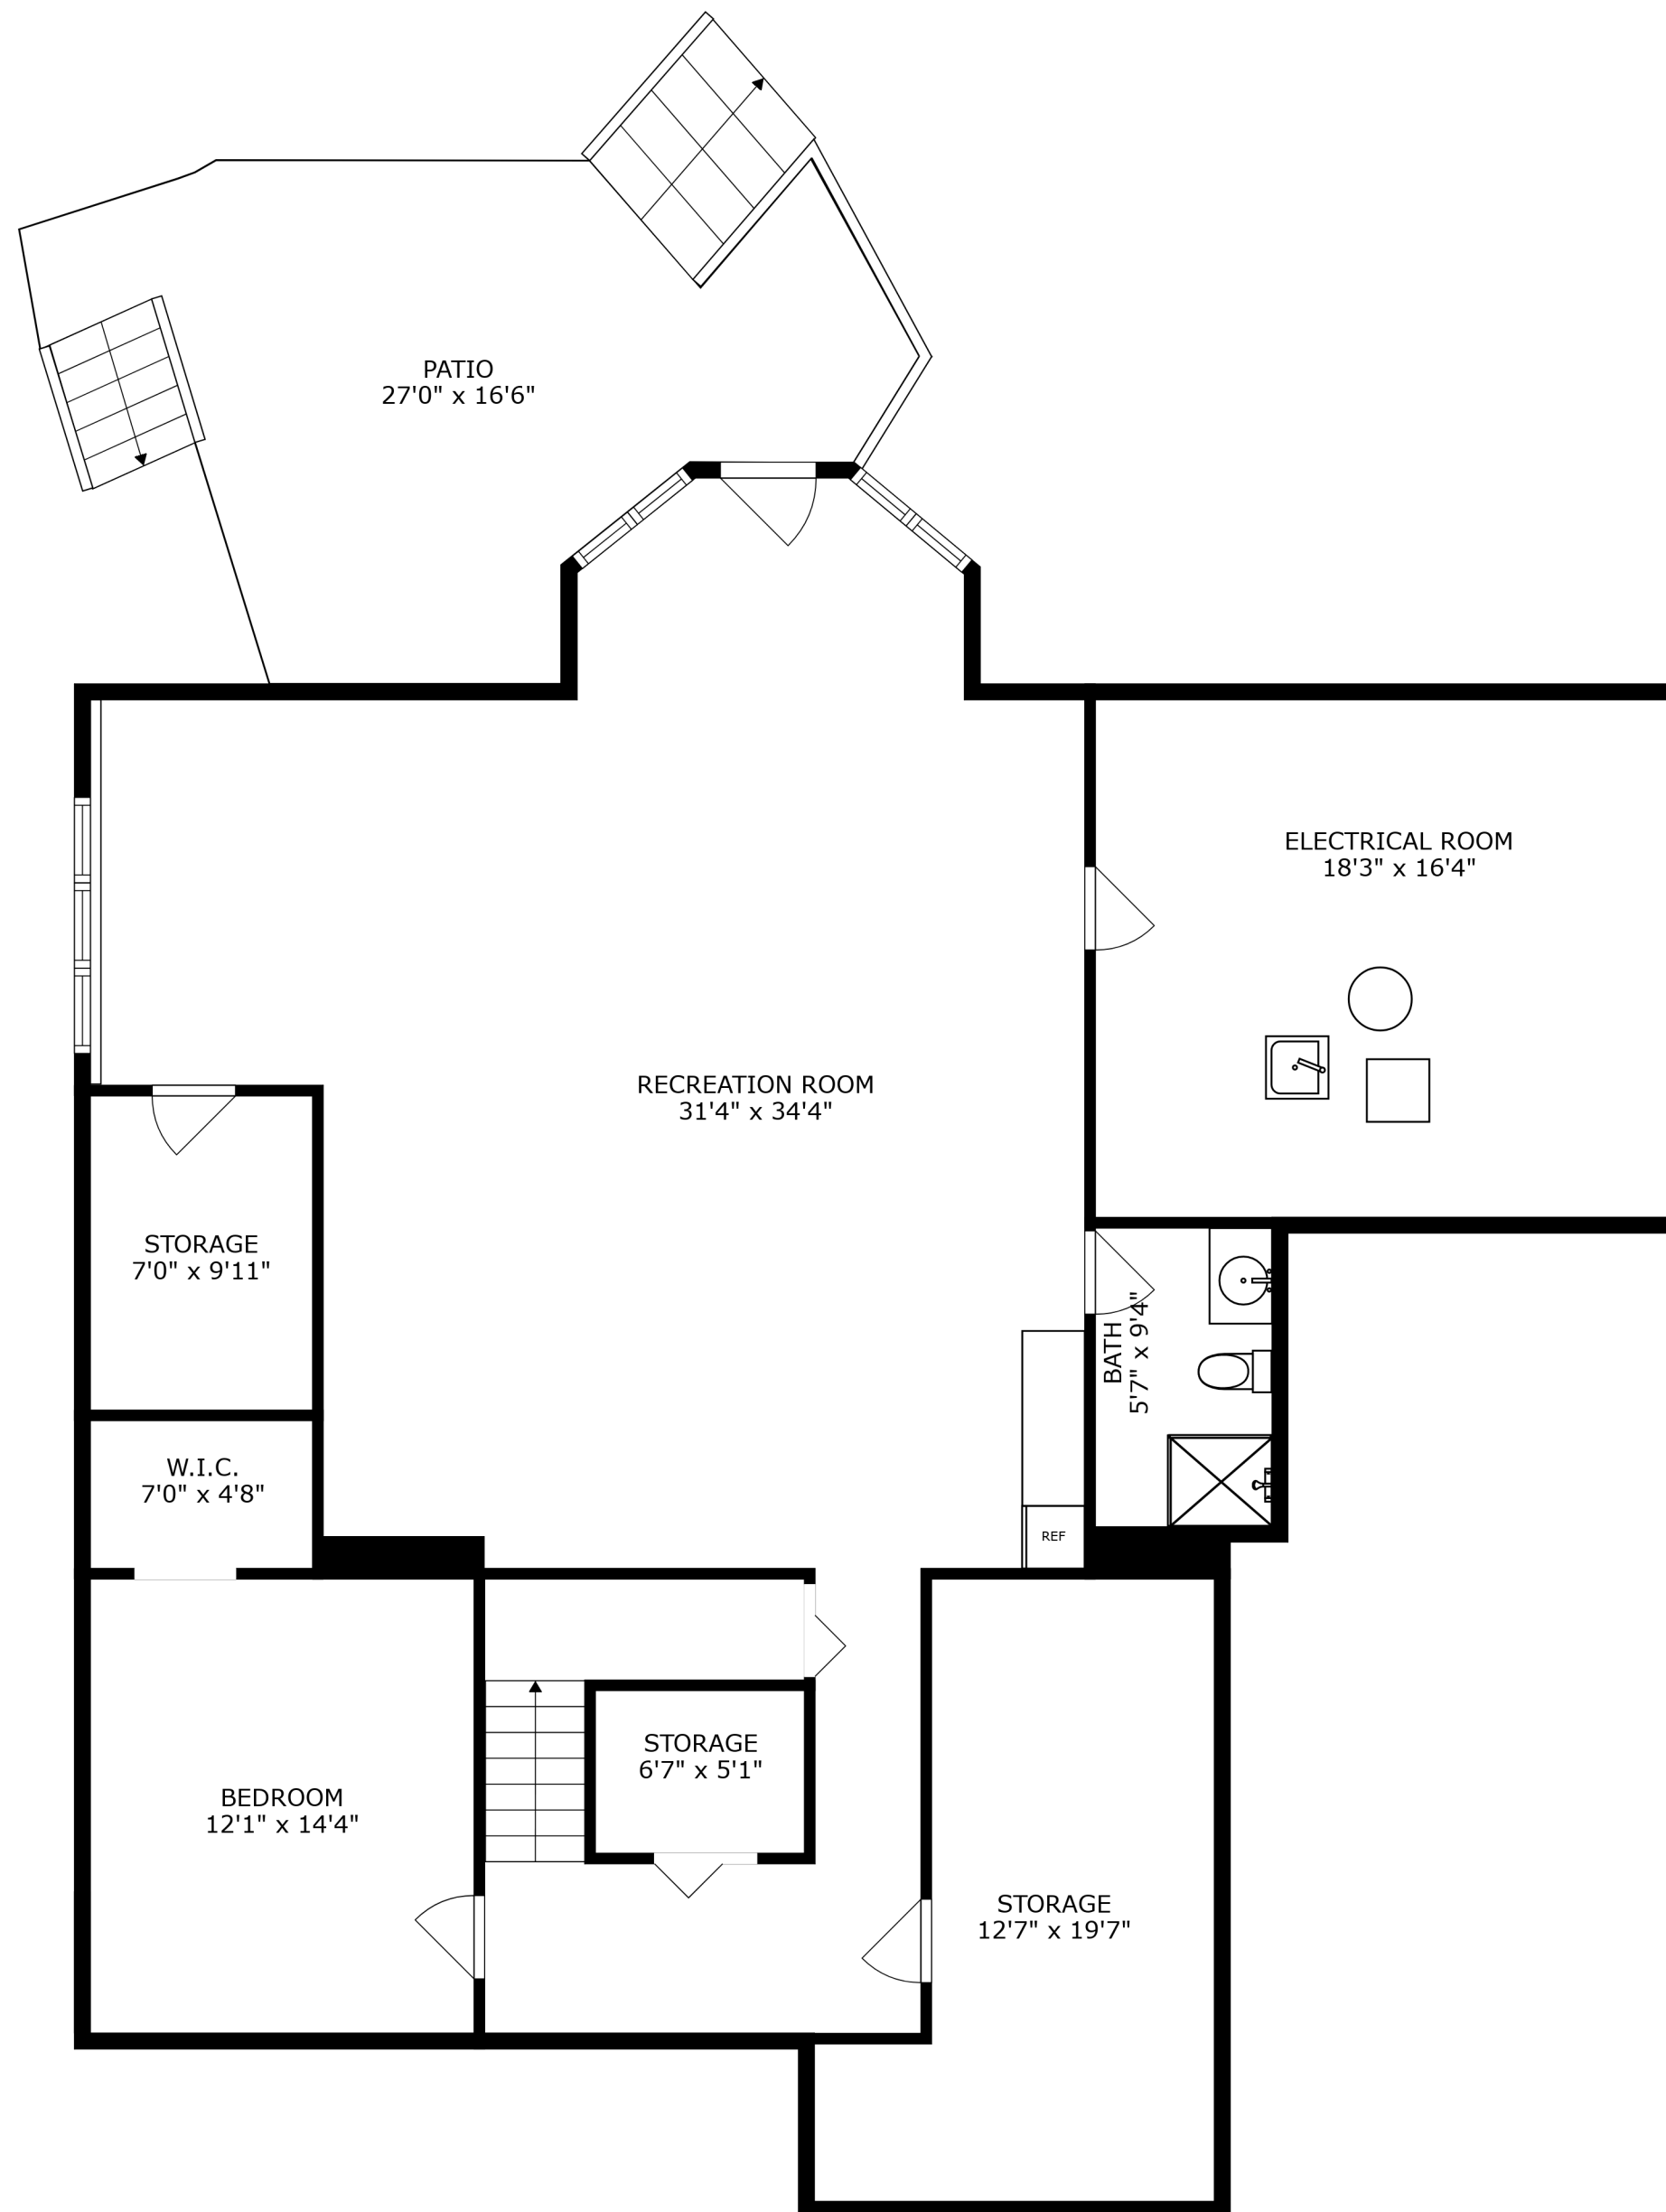 PATIO
27'0" x 16'6"
ELECTRICAL ROOM
18'3" x 16'4"
RECREATION ROOM
31'4" x 34'4"
STORAGE
7'0" x 9'11"
BATH
5'7" x 9'4"
W.I.C.
7'0" x 4'8"
REF
STORAGE
6'7" x 5'1"
BEDROOM
12'1" x 14'4"
STORAGE
12'7" x 19'7"